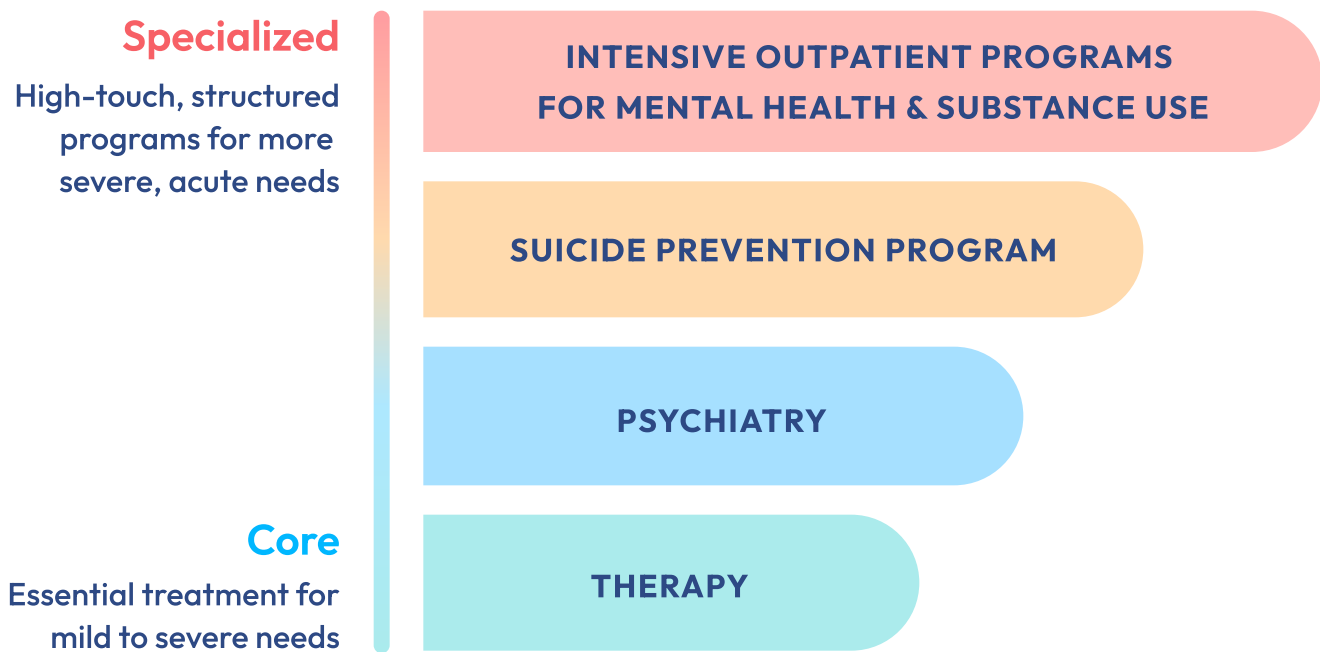 Specialized
High-touch, structured
programs for more
severe, acute needs
INTENSIVE OUTPATIENT PROGRAMS
FOR MENTAL HEALTH & SUBSTANCE USE
SUICIDE PREVENTION PROGRAM
PSYCHIATRY
Core
Essential treatment for
mild to severe needs
THERAPY